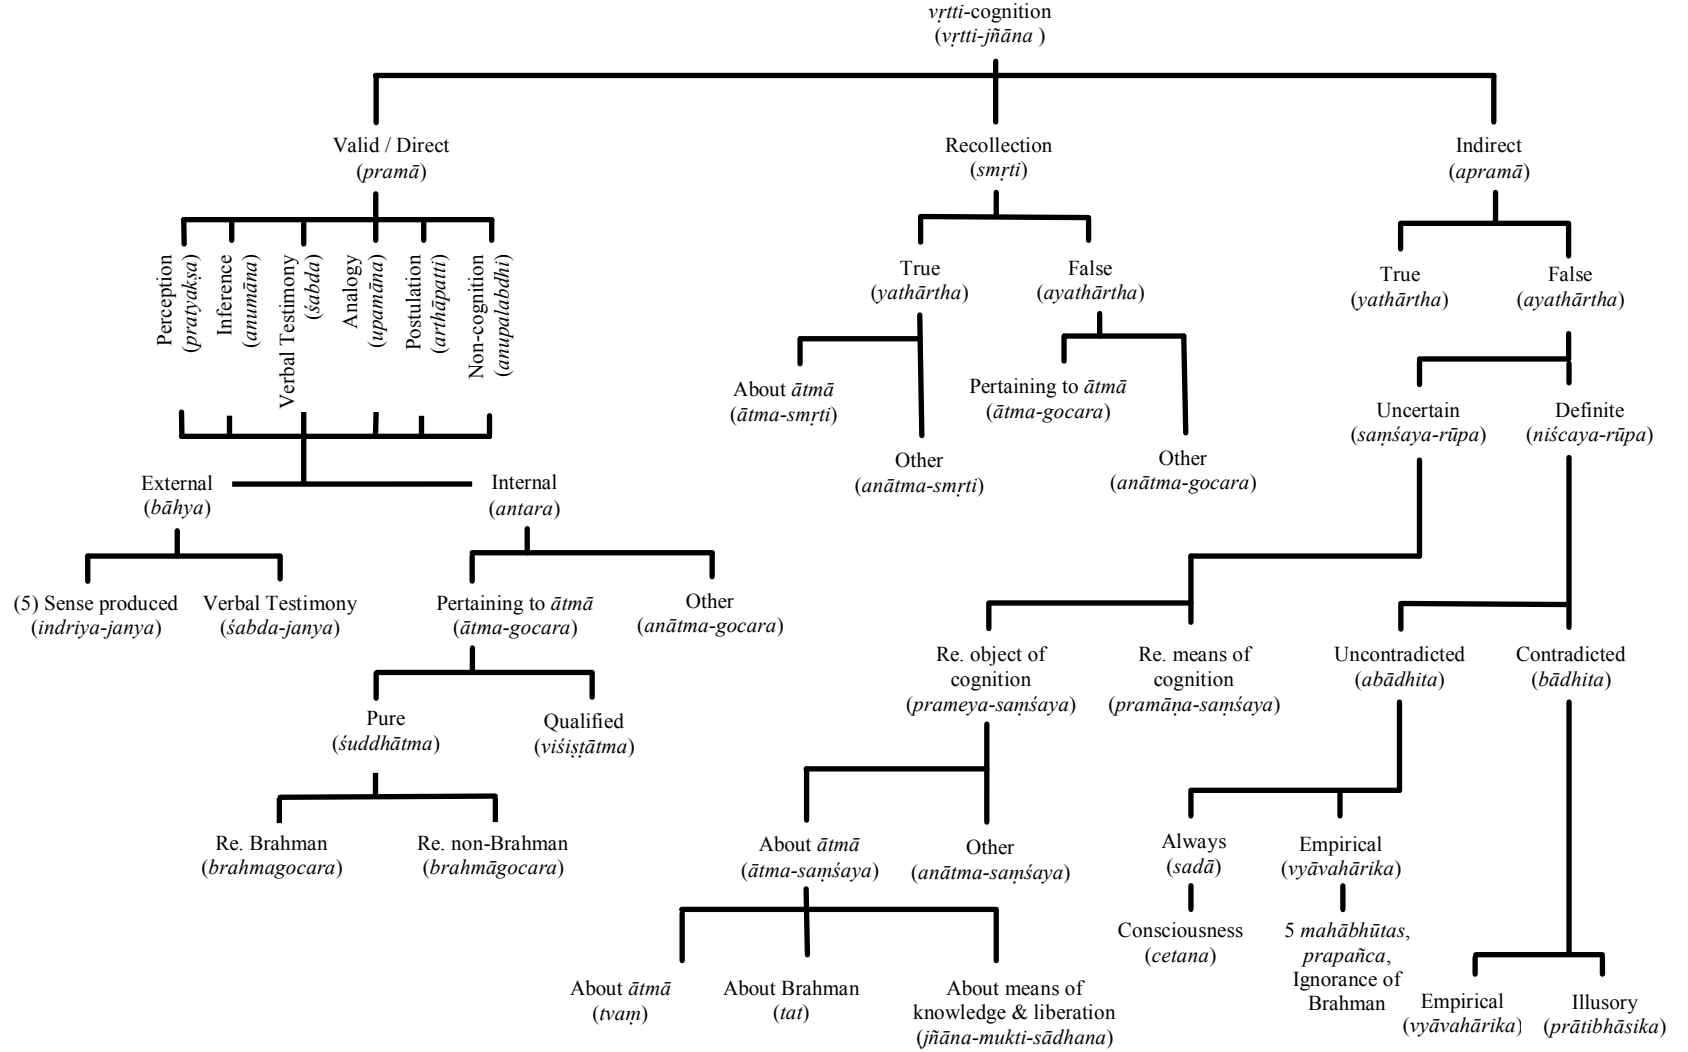 vṛtti-cognition
(vṛtti-jñāna )
Valid / Direct
(pramā)
Recollection
(smṛti)
Indirect
(apramā)
Perception
(pratyakṣa)
Inference
(anumāna)
Verbal Testimony
(śabda)
Analogy
(upamāna)
Postulation
(arthāpatti)
Non-cognition
(anupalabdhi)
True
(yathārtha)
False
(ayathārtha)
True
(yathārtha)
False
(ayathārtha)
About ātmā
(ātma-smṛti)
Pertaining to ātmā
(ātma-gocara)
Uncertain
(saṃśaya-rūpa)
Definite
(niścaya-rūpa)
Other
(anātma-smṛti)
Other
(anātma-gocara)
External
(bāhya)
Internal
(antara)
(5) Sense produced
(indriya-janya)
Verbal Testimony
(śabda-janya)
Pertaining to ātmā
(ātma-gocara)
Other
(anātma-gocara)
Re. object of
cognition
(prameya-saṃśaya)
Re. means of
cognition
(pramāṇa-saṃśaya)
Uncontradicted
(abādhita)
Contradicted
(bādhita)
Pure
(śuddhātma)
Qualified
(viśiṣṭātma)
Re. Brahman
(brahmagocara)
Re. non-Brahman
(brahmāgocara)
About ātmā
(ātma-saṃśaya)
Other
(anātma-saṃśaya)
Always
(sadā)
Empirical
(vyāvahārika)
Consciousness
(cetana)
5 mahābhūtas,
prapañca,
Ignorance of
Brahman
About ātmā
(tvaṃ)
About Brahman
(tat)
About means of
knowledge & liberation
(jñāna-mukti-sādhana)
Empirical
(vyāvahārika)
Illusory
(prātibhāsika)